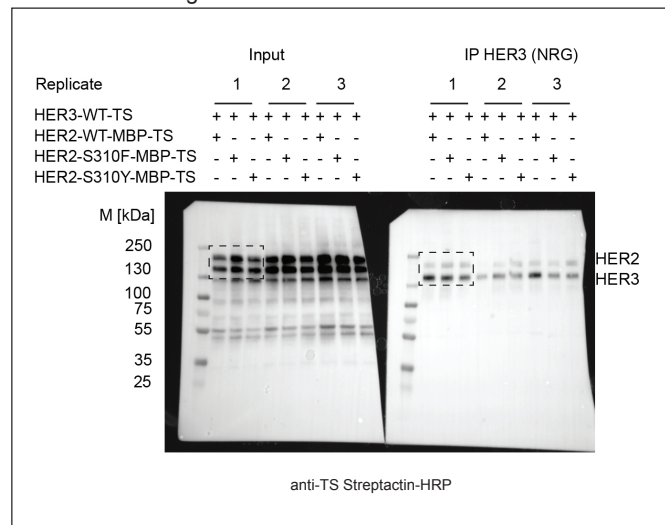 Input IP HER3 (NRG)
Replicate 1 2 3 1 2 3
HER3-WT-TS + + + + + + + + + + + + + + + + + +
HER2-WT-MBP-TS + - - + - - + - - + - - + - - + - -
HER2-S310F-MBP-TS - + - - + - - + - - + - - + - - + -
HER2-S310Y-MBP-TS - - + - - + - - + - - + - - + - - +
M [kDa]
250
130
100
75
55
35
25
HER2
HER3
anti-TS Streptactin-HRP